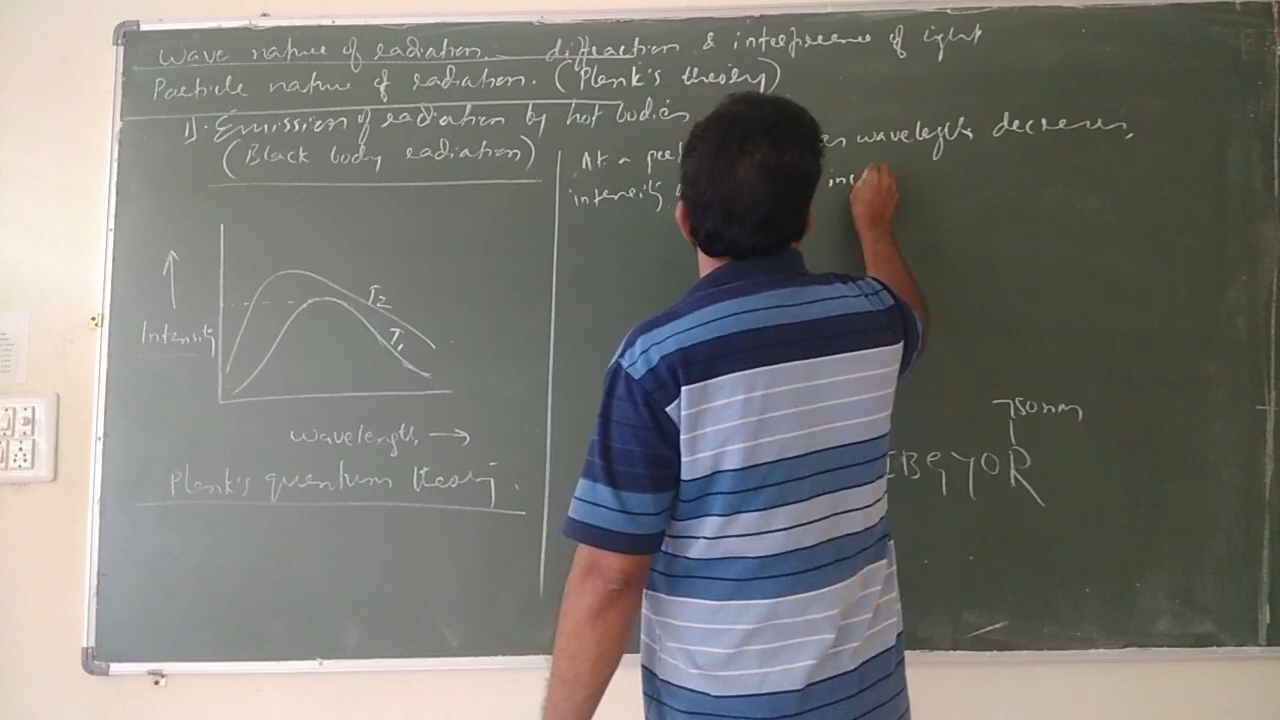 Wave nature of radiation — diffraction & interference of light
Particle nature of radiation. (Plank's theory)
1). Emission of radiation by hot bodies
(Black body radiation)
At a wavelength decreases,
intensity
Intensity
T2
T1
wavelength →
Plank's quantum theory.
750nm
IBGYOR